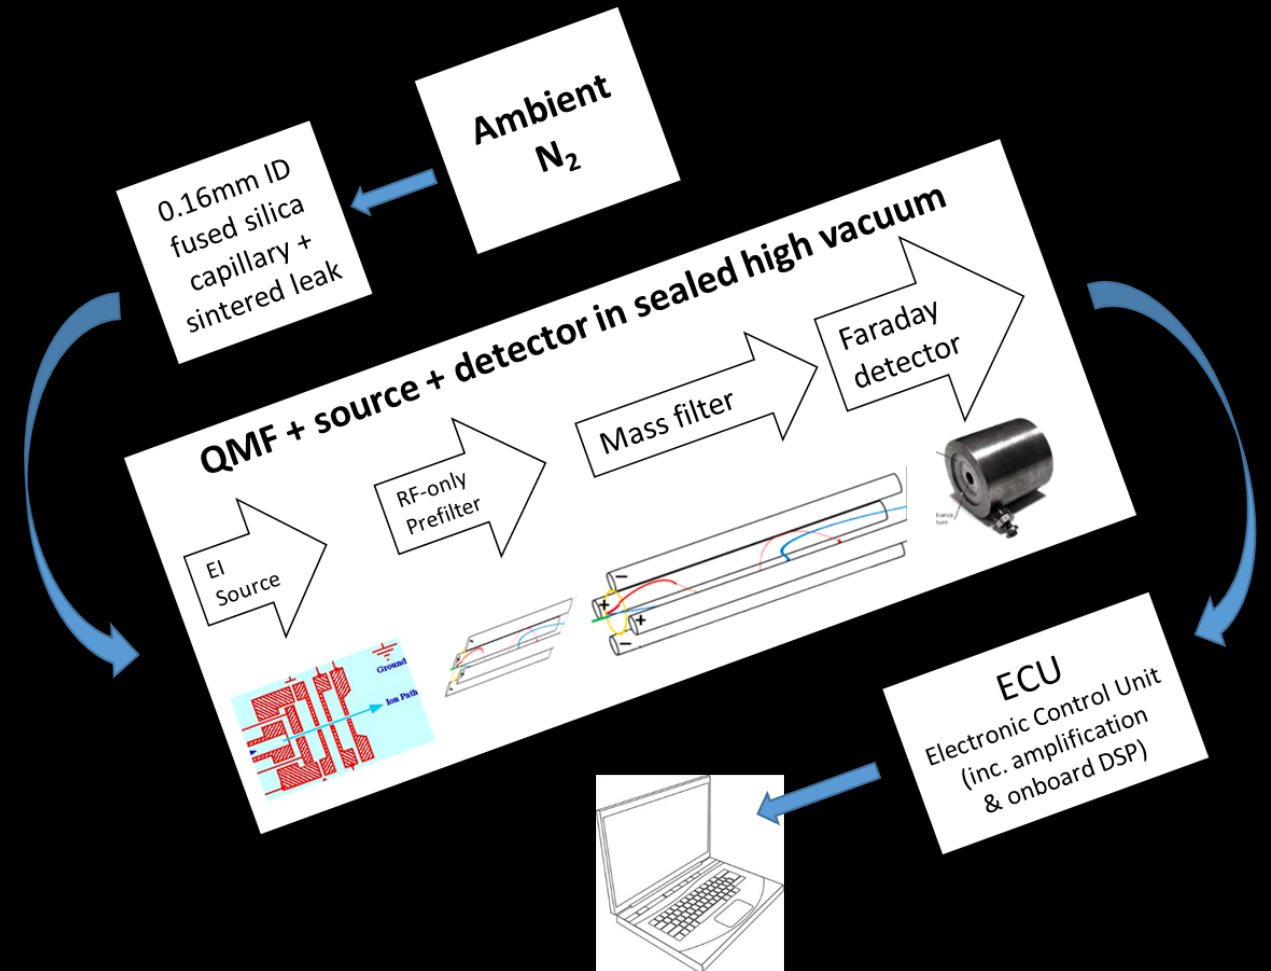 Ambient
N₂
0.16mm ID
fused silica
capillary +
sintered leak
QMF + source + detector in sealed high vacuum
EI
Source
RF-only
Prefilter
Mass filter
Faraday
detector
Ground
Ion Path
−
+
+
−
ECU
Electronic Control Unit
(inc. amplification
& onboard DSP)